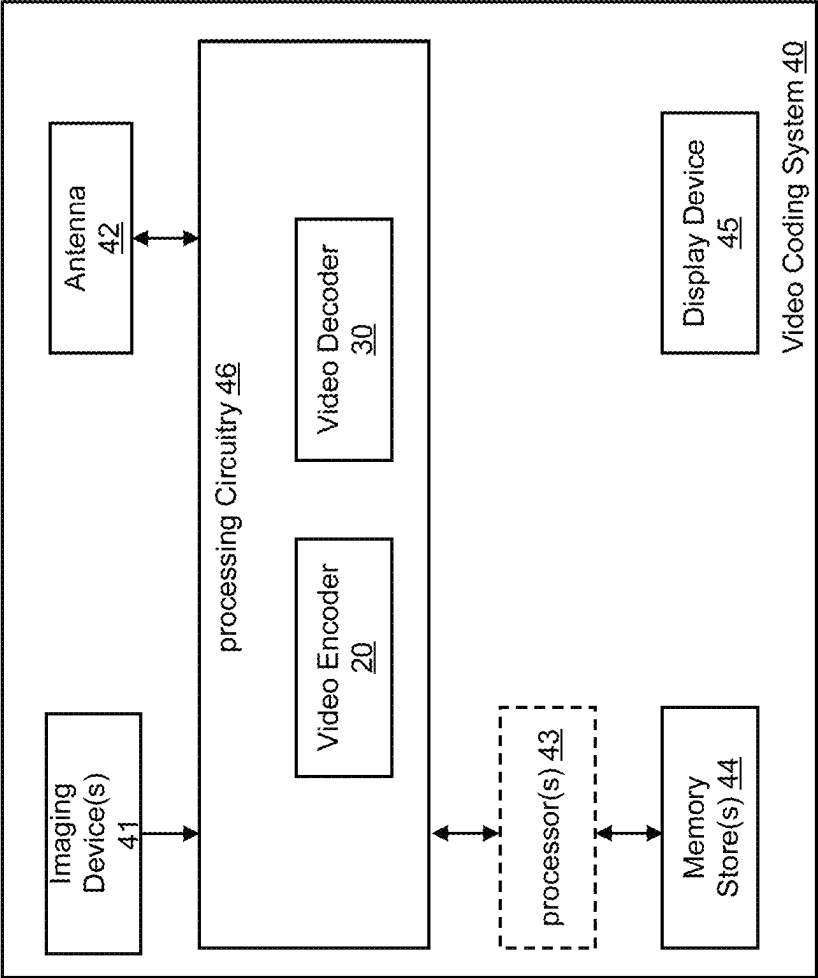 Imaging
Device(s)
41
Antenna
42
processing Circuitry 46
Video Encoder
20
Video Decoder
30
processor(s) 43
Memory
Store(s) 44
Display Device
45
Video Coding System 40